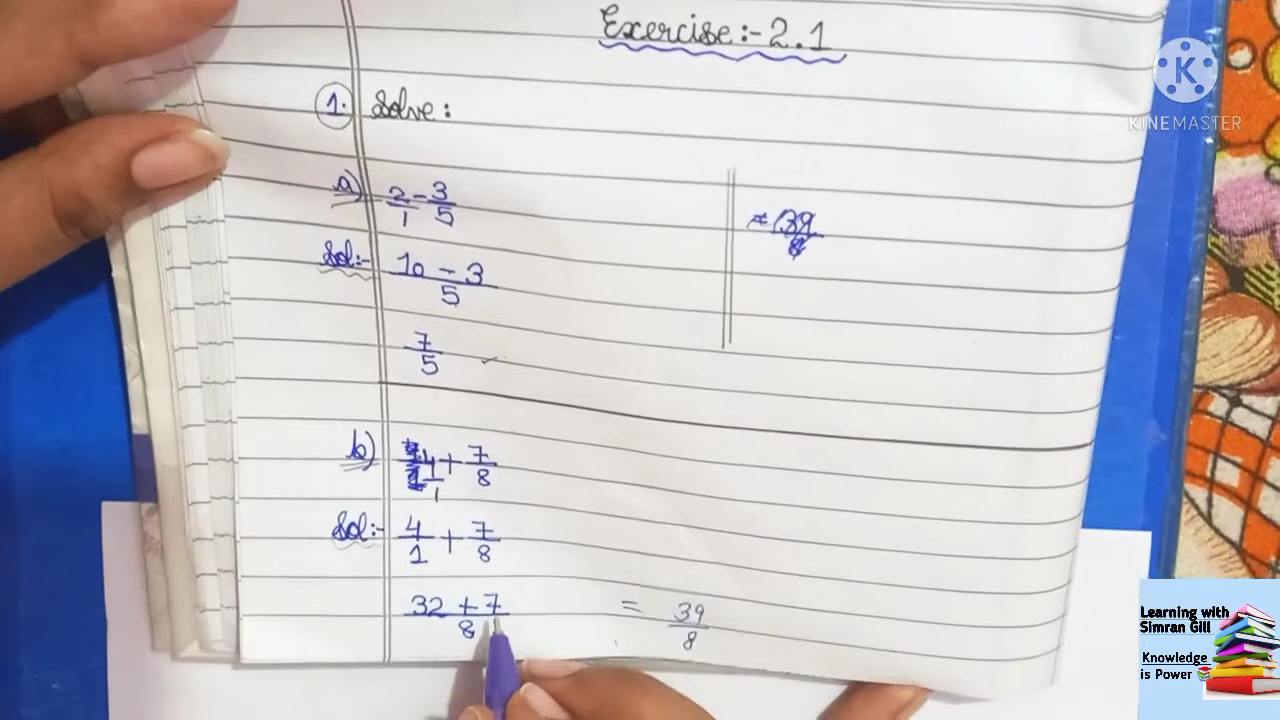 Exercise:- 2.1
1. Solve:
a) 2/1 - 3/5
Sol:- 10 - 3 / 5
7/5
39/8
b) 4/1 + 7/8
Sol:- 4/1 + 7/8
32 + 7 / 8 = 39/8
K
KINEMASTER
Learning with
Simran Gill
Knowledge
is Power